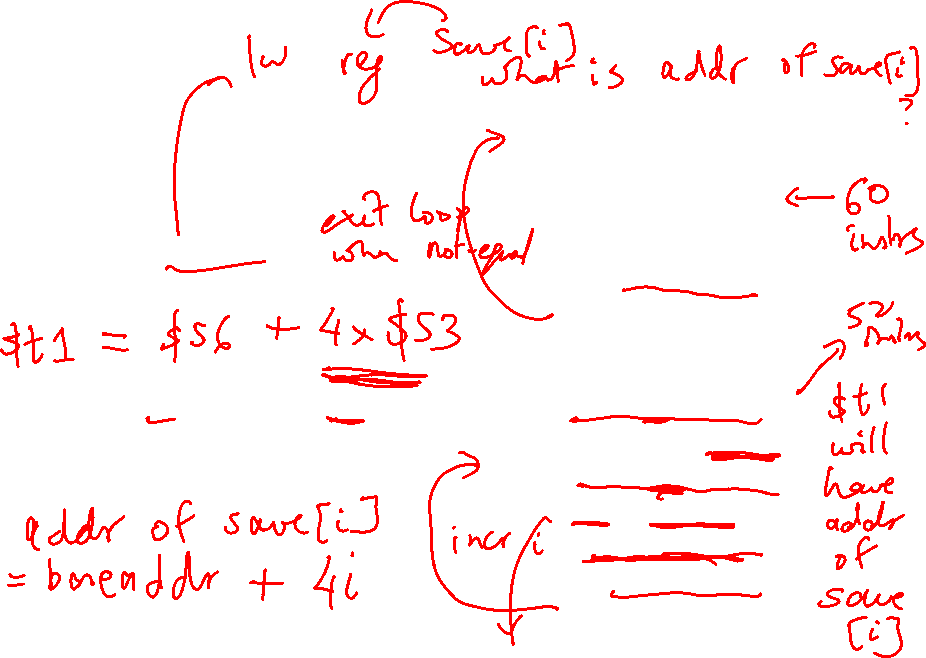 lw reg save[i]
what is addr of save[i]
?
60
instrs
exit loop
when not-equal
$t1 = $s6 + 4x$s3
52
instrs
$t1
will
have
addr
of
save
[i]
addr of save[i]
= baseaddr + 4i
incr i